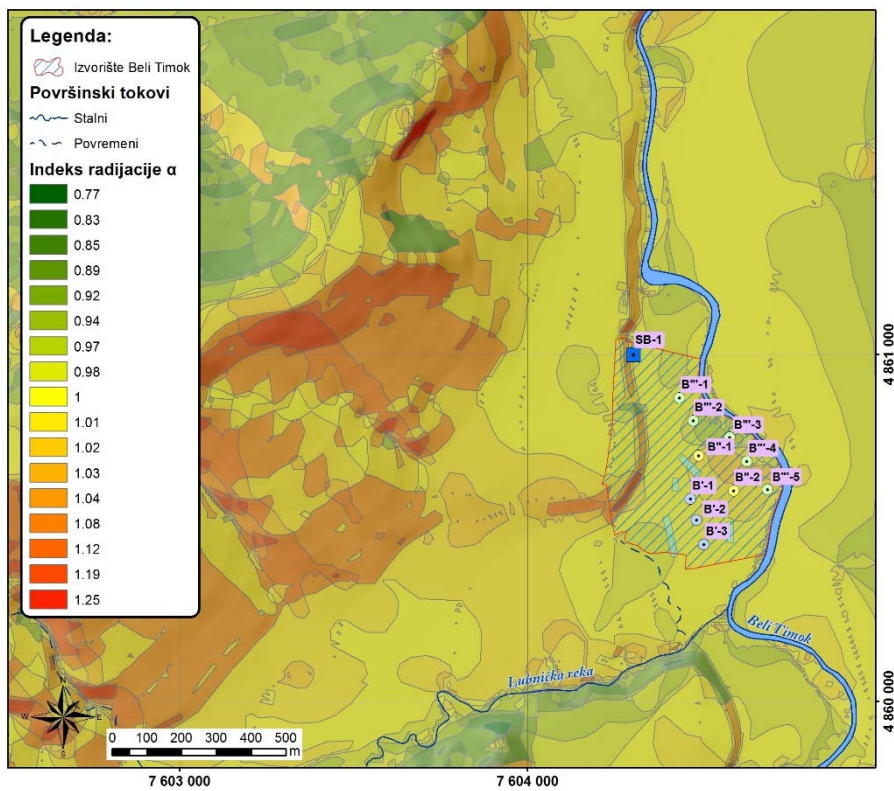 Legenda:
Izvorište Beli Timok
Površinski tokovi
Stalni
Povremeni
Indeks radijacije α
0.77
0.83
0.85
0.89
0.92
0.94
0.97
0.98
1
1.01
1.02
1.03
1.04
1.08
1.12
1.19
1.25
SB-1
B'''-1
B'''-2
B'''-3
B''-1
B'''-4
B'-1
B''-2
B'''-5
B'-2
B'-3
Beli Timok
Lubnička reka
4 861 000
4 860 000
N
W E
S
0 100 200 300 400 500
m
7 603 000
7 604 000